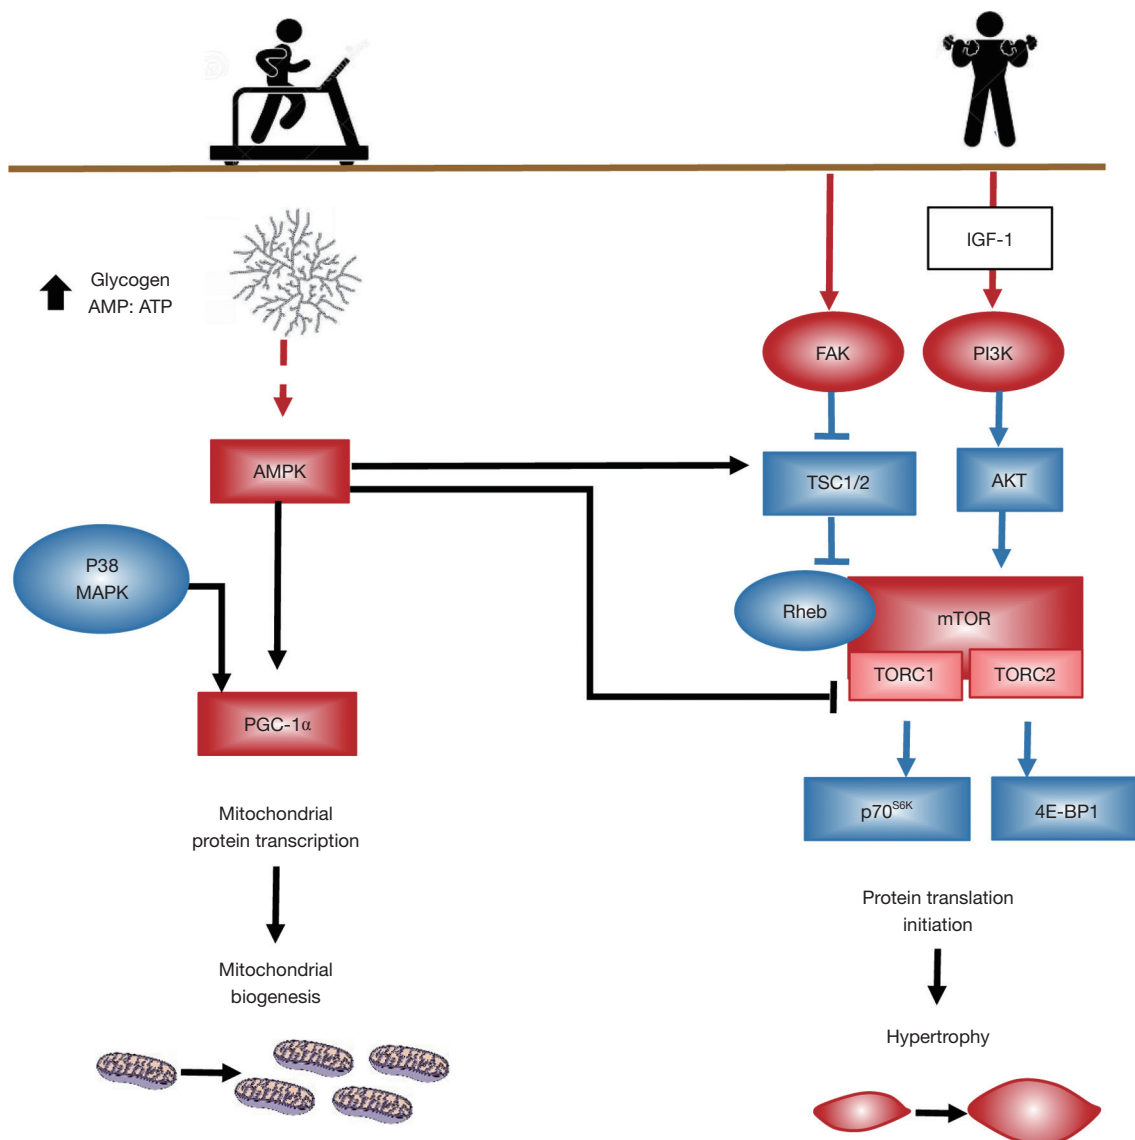 IGF-1
Glycogen
AMP: ATP
FAK
PI3K
AMPK
TSC1/2
AKT
P38
MAPK
Rheb
mTOR
TORC1
TORC2
PGC-1α
p70S6K
4E-BP1
Mitochondrial
protein transcription
Protein translation
initiation
Mitochondrial
biogenesis
Hypertrophy